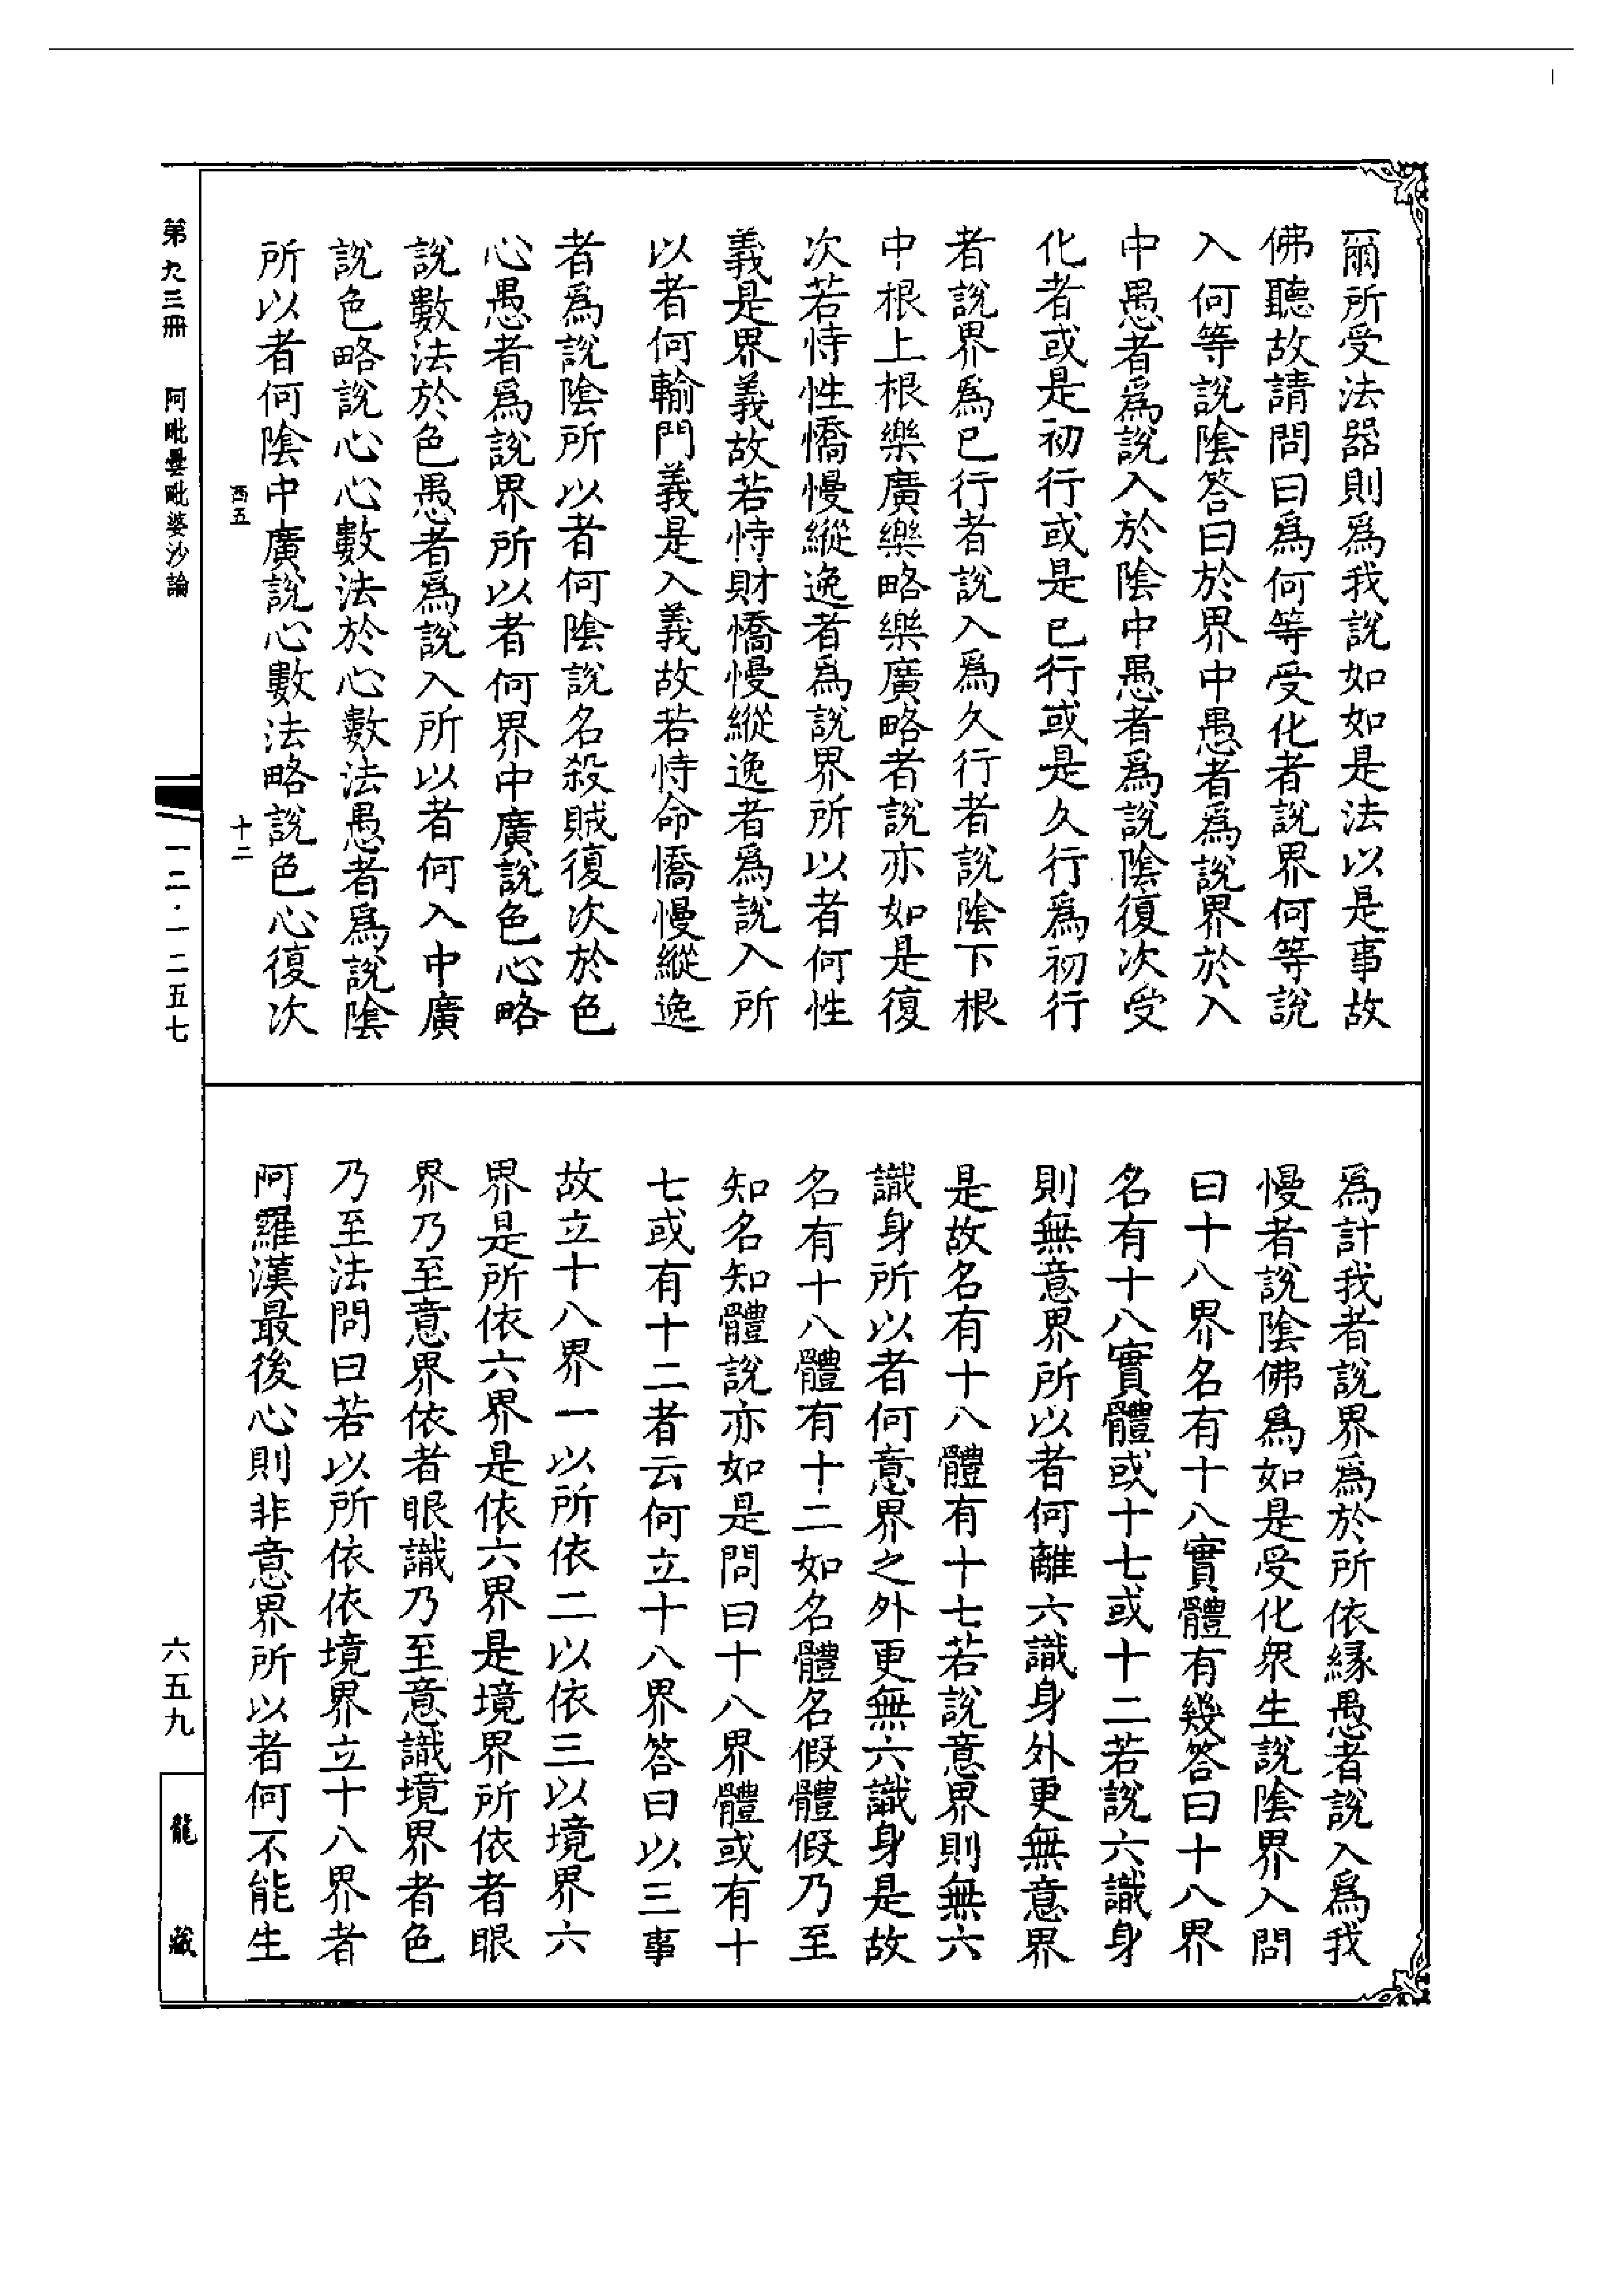 爾所受法器則爲我說如如是法以是事故
佛聽故請問曰爲何等受化者說界何等說
入何等說陰答曰於界中愚者爲說界於入
中愚者爲說入於陰中愚者爲說陰復次受
化者或是初行或是已行或是久行爲初行
者說界爲已行者說入爲久行者說陰下根
中根上根樂廣樂略樂廣略者說亦如是復
次若恃性憍慢縱逸者爲說界所以者何性
義是界義故若恃財憍慢縱逸者爲說入所
以者何輸門義是入義故若恃命憍慢縱逸
者爲說陰所以者何陰說名殺賊復次於色
心愚者爲說界所以者何界中廣說色心略
說數法於色愚者爲說入所以者何入中廣
說色略說心心數法於心數法愚者爲說陰
所以者何陰中廣說心數法略說色心復次
爲計我者說界爲於所依緣愚者說入爲我
慢者說陰佛爲如是受化衆生說陰界入問
曰十八界名有十八實體有幾答曰十八界
名有十八實體或十七或十二若說六識身
則無意界所以者何離六識身外更無意界
是故名有十八體有十七若說意界則無六
識身所以者何意界之外更無六識身是故
名有十八體有十二如名體名假體假乃至
知名知體說亦如是問曰十八界體或有十
七或有十二者云何立十八界答曰以三事
故立十八界一以所依二以依三以境界六
界是所依六界是依六界是境界所依者眼
界乃至意界依者眼識乃至意識境界者色
乃至法問曰若以所依依境界立十八界者
阿羅漢最後心則非意界所以者何不能生
西五
十二
第九三冊
阿毗曇毗婆沙論
一二·一二五七
六五九
龍藏